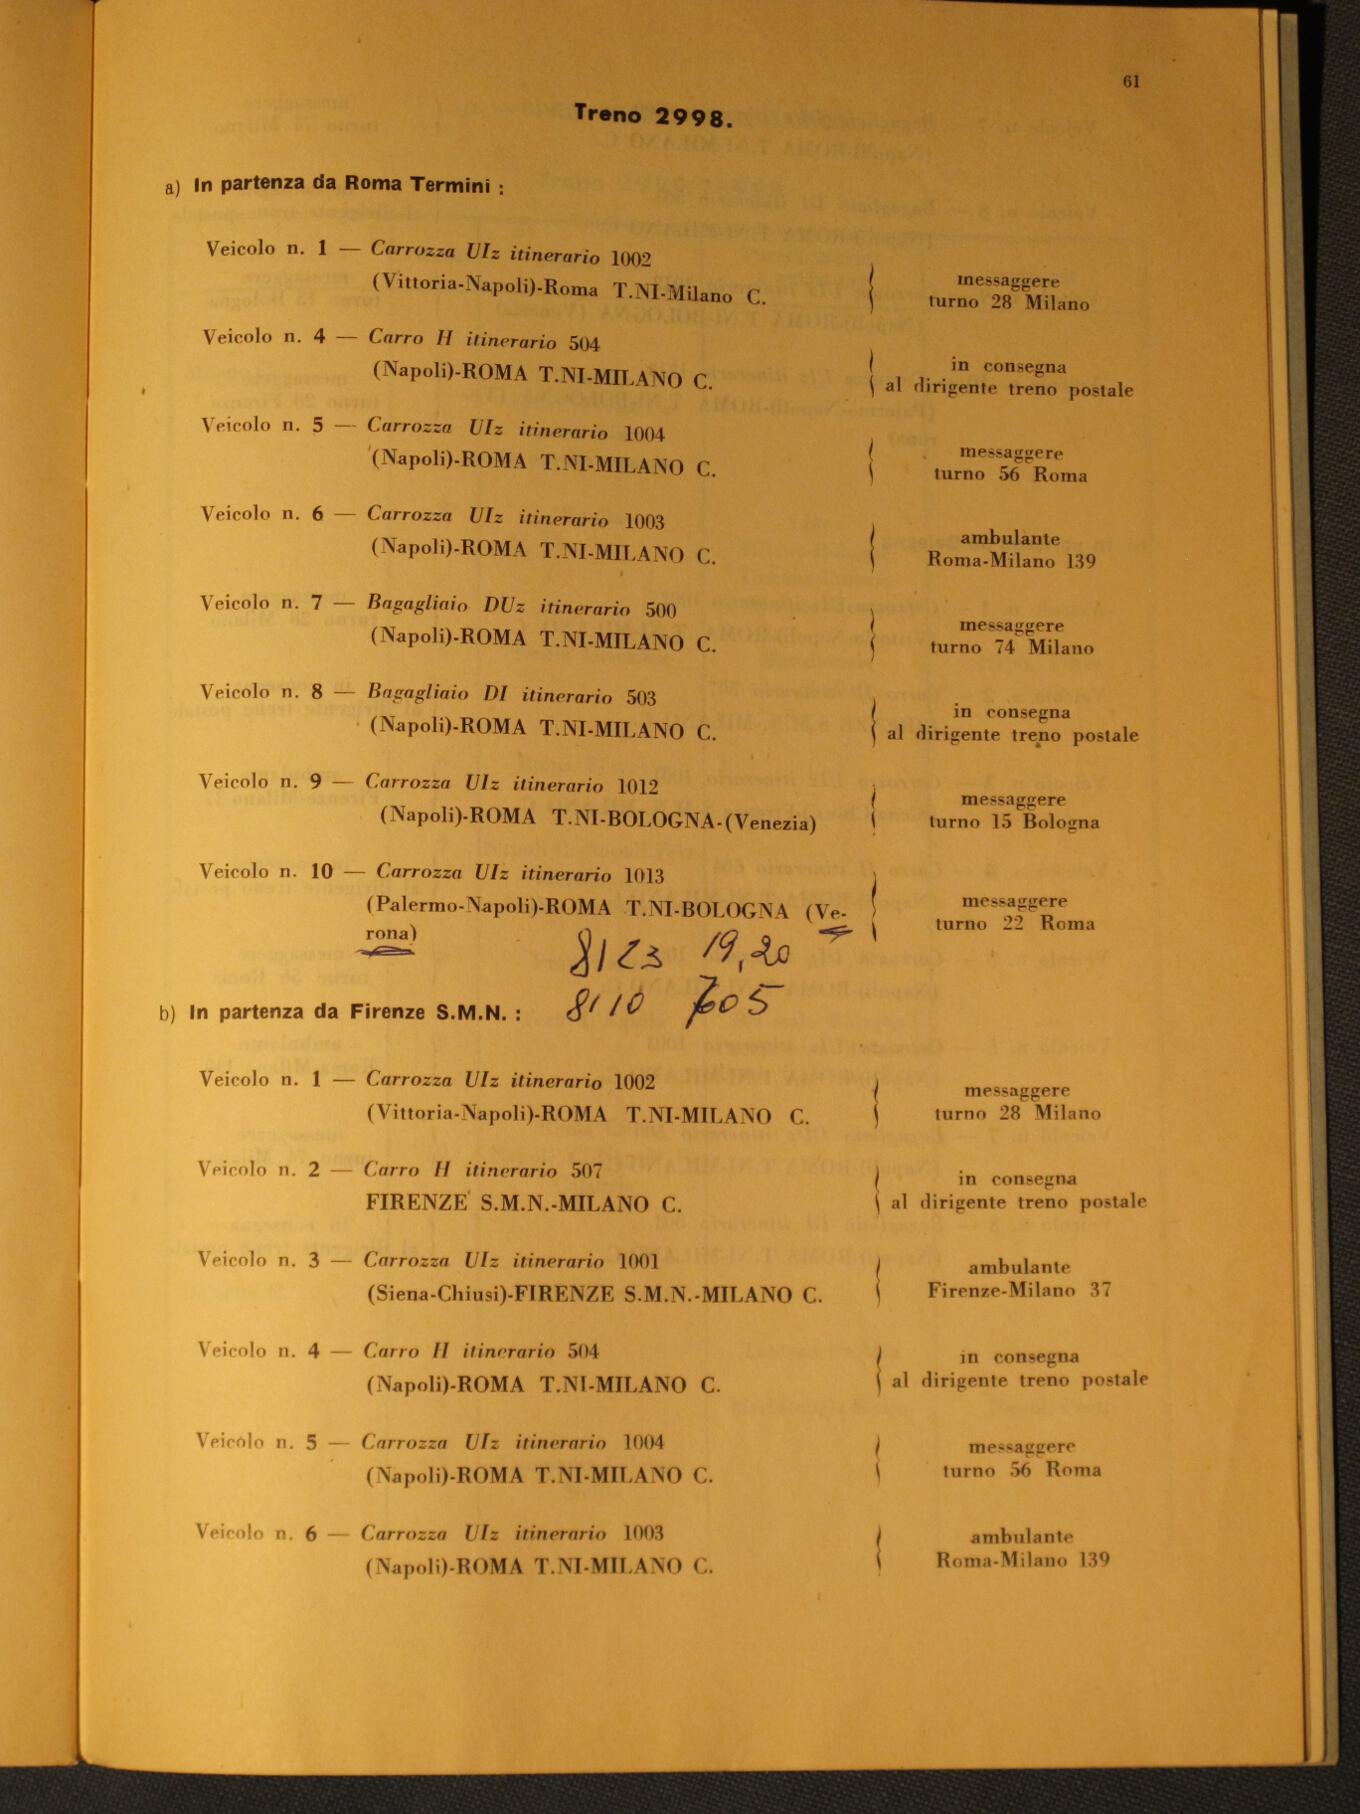 61
Treno 2998.
a) In partenza da Roma Termini :
Veicolo n. 1 — Carrozza UIz itinerario 1002
(Vittoria-Napoli)-Roma T.NI-Milano C.
messaggere
turno 28 Milano
Veicolo n. 4 — Carro H itinerario 504
(Napoli)-ROMA T.NI-MILANO C.
in consegna
al dirigente treno postale
Veicolo n. 5 — Carrozza UIz itinerario 1004
(Napoli)-ROMA T.NI-MILANO C.
messaggere
turno 56 Roma
Veicolo n. 6 — Carrozza UIz itinerario 1003
(Napoli)-ROMA T.NI-MILANO C.
ambulante
Roma-Milano 139
Veicolo n. 7 — Bagagliaio DUz itinerario 500
(Napoli)-ROMA T.NI-MILANO C.
messaggere
turno 74 Milano
Veicolo n. 8 — Bagagliaio DI itinerario 503
(Napoli)-ROMA T.NI-MILANO C.
in consegna
al dirigente treno postale
Veicolo n. 9 — Carrozza UIz itinerario 1012
(Napoli)-ROMA T.NI-BOLOGNA-(Venezia)
messaggere
turno 15 Bologna
Veicolo n. 10 — Carrozza UIz itinerario 1013
(Palermo-Napoli)-ROMA T.NI-BOLOGNA (Ve-
rona)
messaggere
turno 22 Roma
8123 19,20
8110 705
b) In partenza da Firenze S.M.N. :
Veicolo n. 1 — Carrozza UIz itinerario 1002
(Vittoria-Napoli)-ROMA T.NI-MILANO C.
messaggere
turno 28 Milano
Veicolo n. 2 — Carro H itinerario 507
FIRENZE S.M.N.-MILANO C.
in consegna
al dirigente treno postale
Veicolo n. 3 — Carrozza UIz itinerario 1001
(Siena-Chiusi)-FIRENZE S.M.N.-MILANO C.
ambulante
Firenze-Milano 37
Veicolo n. 4 — Carro H itinerario 504
(Napoli)-ROMA T.NI-MILANO C.
in consegna
al dirigente treno postale
Veicolo n. 5 — Carrozza UIz itinerario 1004
(Napoli)-ROMA T.NI-MILANO C.
messaggere
turno 56 Roma
Veicolo n. 6 — Carrozza UIz itinerario 1003
(Napoli)-ROMA T.NI-MILANO C.
ambulante
Roma-Milano 139